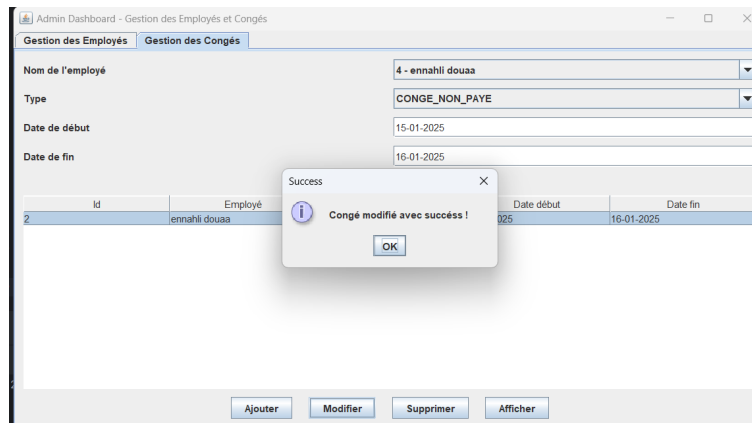 Admin Dashboard - Gestion des Employés et Congés
Gestion des Employés Gestion des Congés
Nom de l'employé 4 - ennahli douaa
Type CONGE_NON_PAYE
Date de début 15-01-2025
Date de fin 16-01-2025
Success
Id Employé Date début Date fin
2 ennahli douaa 025 16-01-2025
Congé modifié avec succéss !
OK
Ajouter Modifier Supprimer Afficher